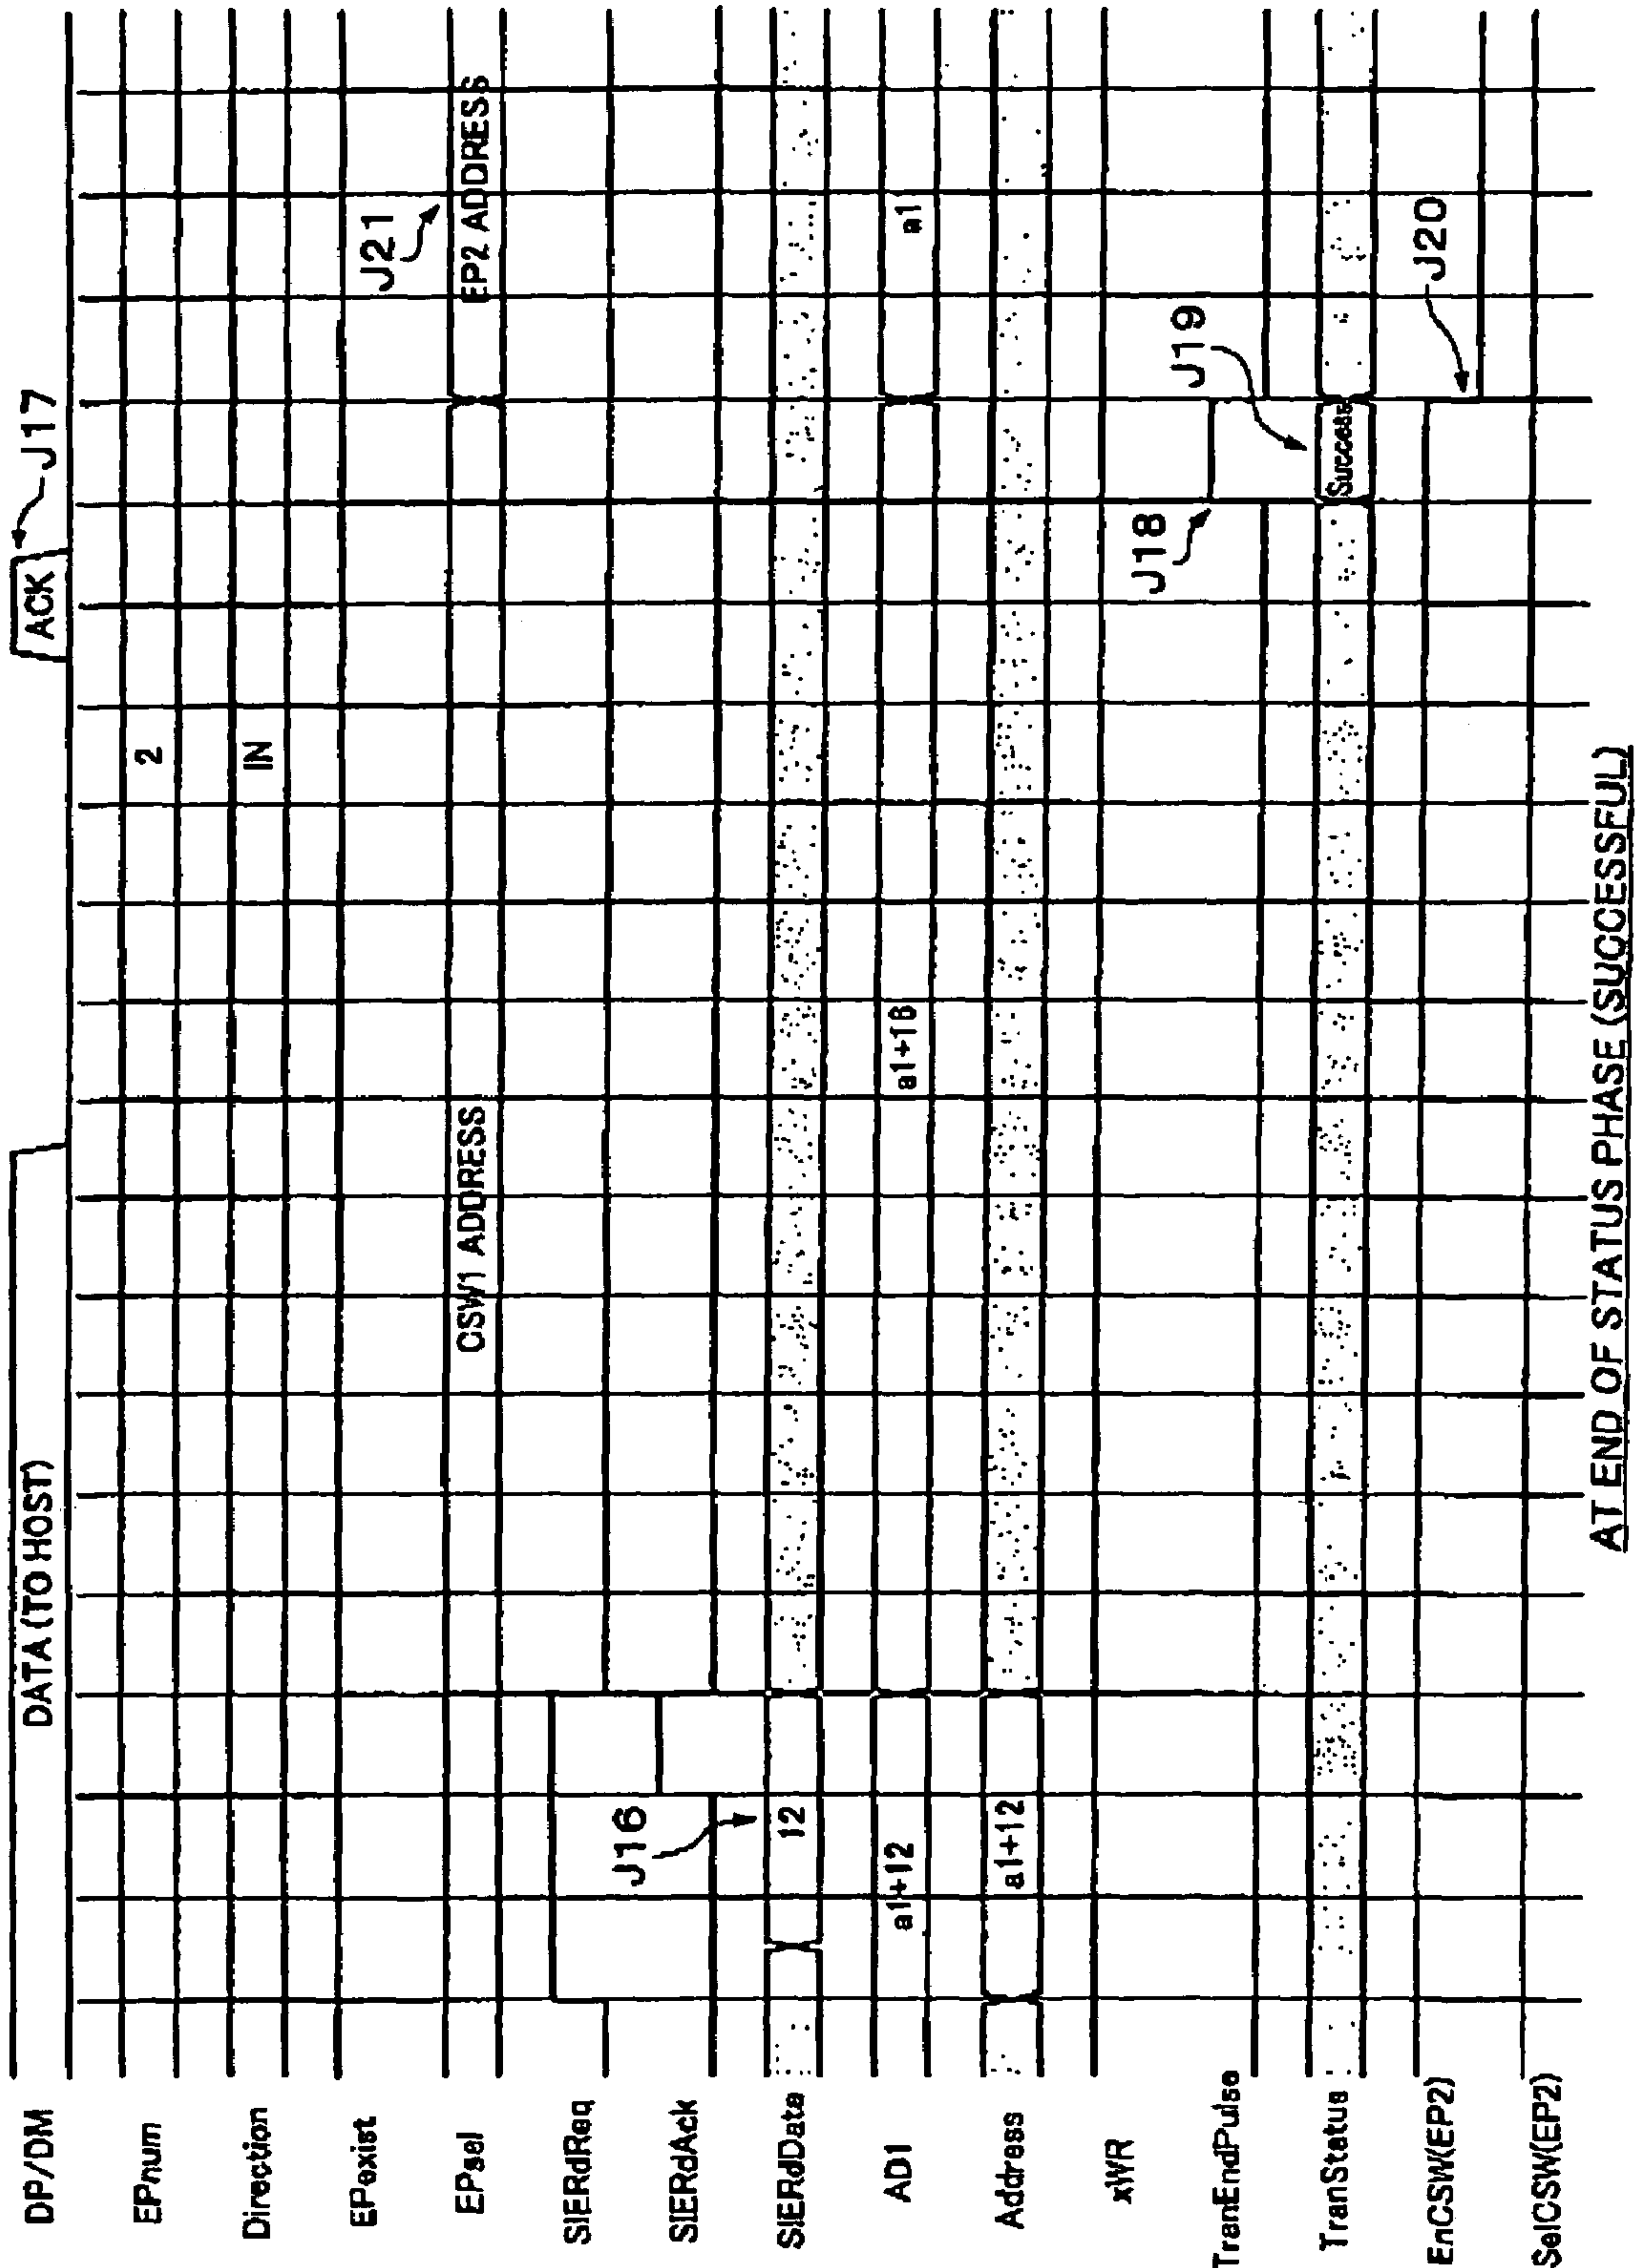 DP/DM DATA (TO HOST) ACK J17
EPnum 2
Direction IN
EPexist J21
EPsel CSW1 ADDRESS EP2 ADDRESS
SIERdReq
SIERdAck J16
SIERdData 12
AD1 a1+12 a1+16 a1
Address a1+12
xWR
TranEndPulse J18 J19
TranStatus Success
EnCSW(EP2) J20
SelCSW(EP2)
AT END OF STATUS PHASE (SUCCESSFUL)